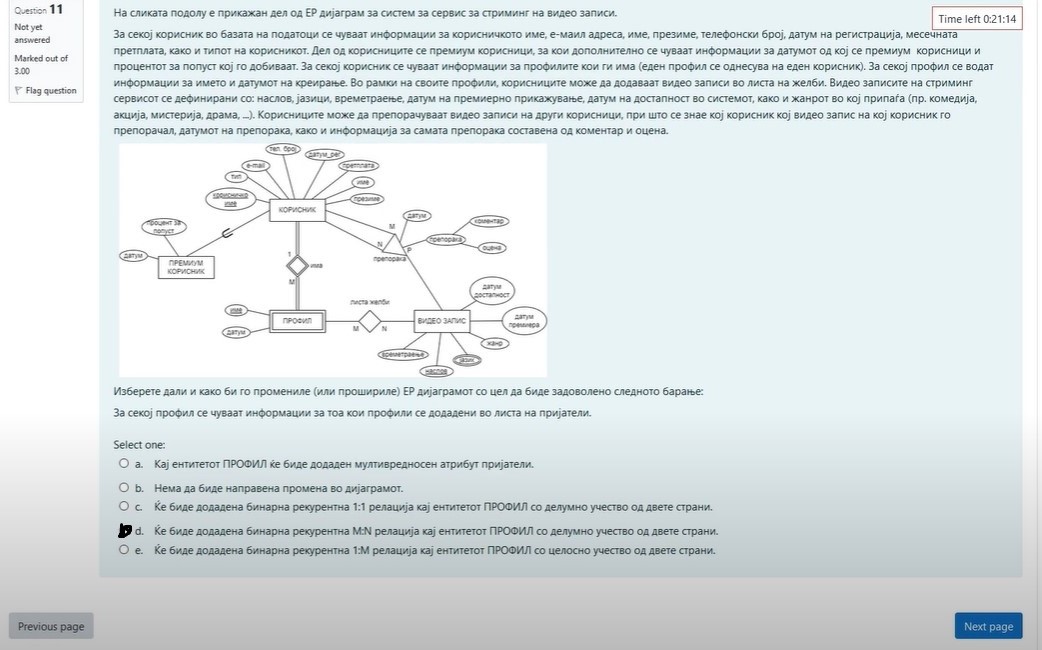 Question 11
Not yet
answered
Marked out of
3.00
Flag question
Time left 0:21:14
На сликата подолу е прикажан дел од ЕР дијаграм за систем за сервис за стриминг на видео записи.
За секој корисник во базата на податоци се чуваат информации за корисничкото име, е-маил адреса, име, презиме, телефонски број, датум на регистрација, месечната
претплата, како и типот на корисникот. Дел од корисниците се премиум корисници, за кои дополнително се чуваат информации за датумот од кој се премиум корисници и
процентот за попуст кој го добиваат. За секој корисник се чуваат информации за профилите кои ги има (еден профил се однесува на еден корисник). За секој профил се водат
информации за името и датумот на креирање. Во рамки на своите профили, корисниците може да додаваат видео записи во листа на желби. Видео записите на стриминг
сервисот се дефинирани со: наслов, јазици, времетраење, датум на премиерно прикажување, датум на достапност во системот, како и жанрот во кој припаѓа (пр. комедија,
акција, мистерија, драма, ...). Корисниците може да препорачуваат видео записи на други корисници, при што се знае кој корисник кој видео запис на кој корисник го
препорачал, датумот на препорака, како и информација за самата препорака составена од коментар и оцена.
тел. број
датум_рег
e-mail
претплата
тип
име
корисничко
име
презиме
КОРИСНИК
датум
M
коментар
процент за
попуст
N
препорака
P
оцена
препорака
датум
1
ПРЕМИУМ
КОРИСНИК
има
M
датум
достапност
листа желби
име
ПРОФИЛ
ВИДЕО ЗАПИС
датум
премиера
M
N
датум
жанр
времетраење
јазик
наслов
Изберете дали и како би го промениле (или прошириле) ЕР дијаграмот со цел да биде задоволено следното барање:
За секој профил се чуваат информации за тоа кои профили се додадени во листа на пријатели.
Select one:
a. Кај ентитетот ПРОФИЛ ќе биде додаден мултивредносен атрибут пријатели.
b. Нема да биде направена промена во дијаграмот.
c. Ќе биде додадена бинарна рекурентна 1:1 релација кај ентитетот ПРОФИЛ со делумно учество од двете страни.
d. Ќе биде додадена бинарна рекурентна M:N релација кај ентитетот ПРОФИЛ со делумно учество од двете страни.
e. Ќе биде додадена бинарна рекурентна 1:M релација кај ентитетот ПРОФИЛ со целосно учество од двете страни.
Previous page
Next page